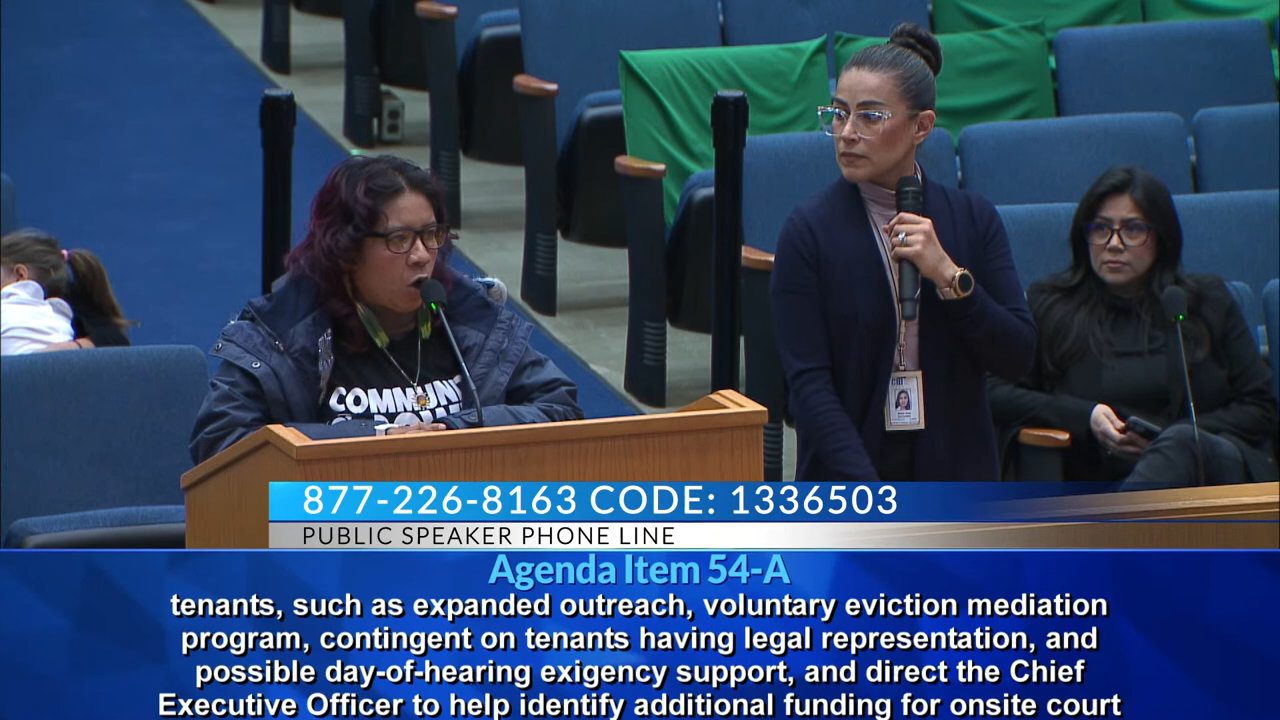 COMMUNI
877-226-8163 CODE: 1336503
PUBLIC SPEAKER PHONE LINE
Agenda Item 54-A
tenants, such as expanded outreach, voluntary eviction mediation
program, contingent on tenants having legal representation, and
possible day-of-hearing exigency support, and direct the Chief
Executive Officer to help identify additional funding for onsite court